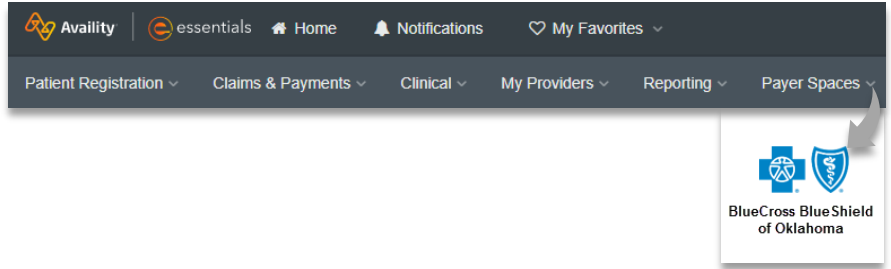 Availity essentials Home Notifications My Favorites
Patient Registration Claims & Payments Clinical My Providers Reporting Payer Spaces
BlueCross BlueShield
of Oklahoma